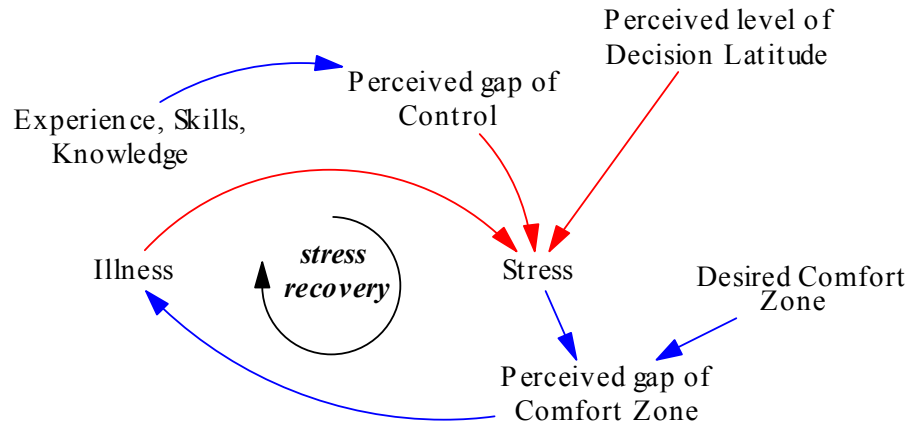 Perceived level of
Decision Latitude
Perceived gap of
Control
Experience, Skills,
Knowledge
stress
recovery
Illness
Stress
Desired Comfort
Zone
Perceived gap of
Comfort Zone